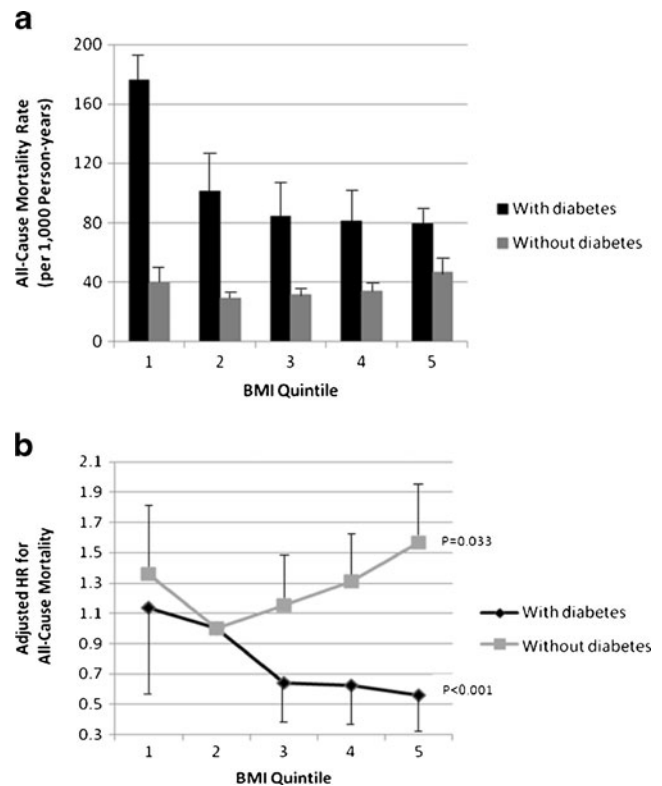 a
All-Cause Mortality Rate
(per 1,000 Person-years)
200
160
120
80
40
0
1 2 3 4 5
BMI Quintile
With diabetes
Without diabetes
b
Adjusted HR for
All-Cause Mortality
2.1
1.9
1.7
1.5
1.3
1.1
0.9
0.7
0.5
0.3
P=0.033
P<0.001
1 2 3 4 5
BMI Quintile
With diabetes
Without diabetes